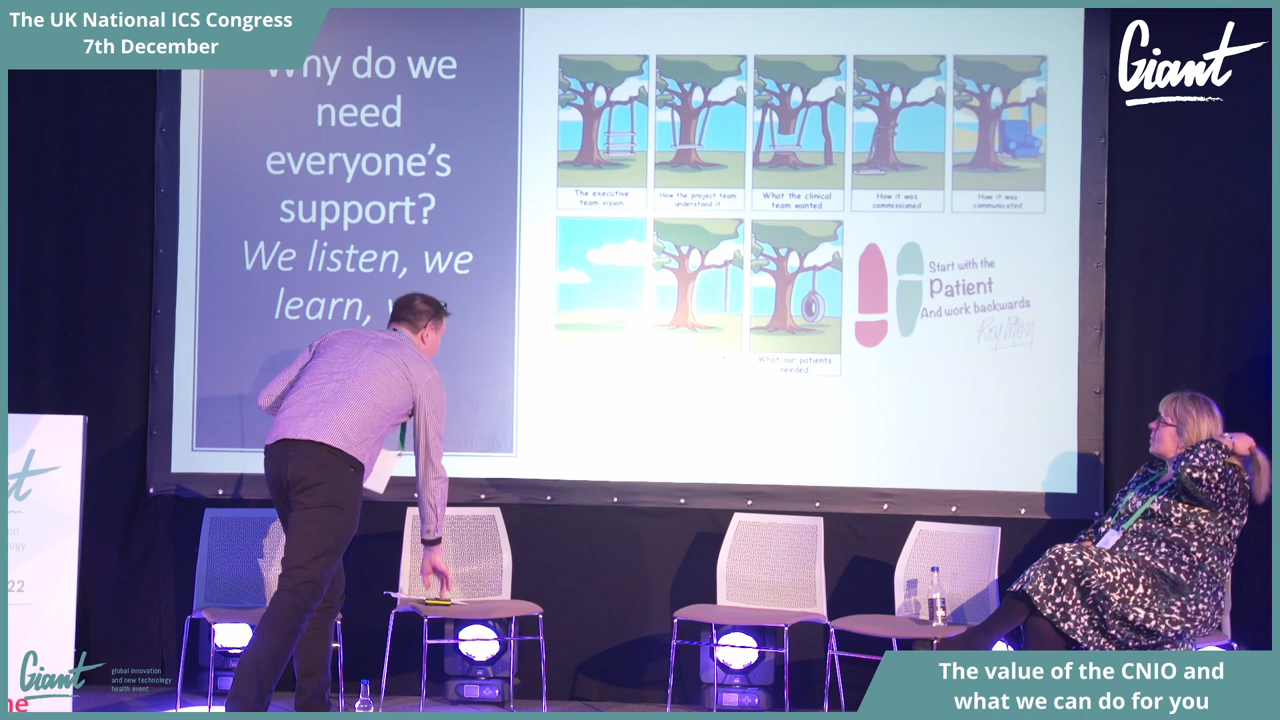 The UK National ICS Congress
7th December
Giant
Why do we
need
everyone's
support?
We listen, we
learn,
The executive
team vision
How the project team
understood it
What the clinical
team wanted
How it was
commissioned
How it was
communicated
What our patients
needed
Start with the
Patient
And work backwards
22
Giant
global innovation
and new technology
health event
The value of the CNIO and
what we can do for you